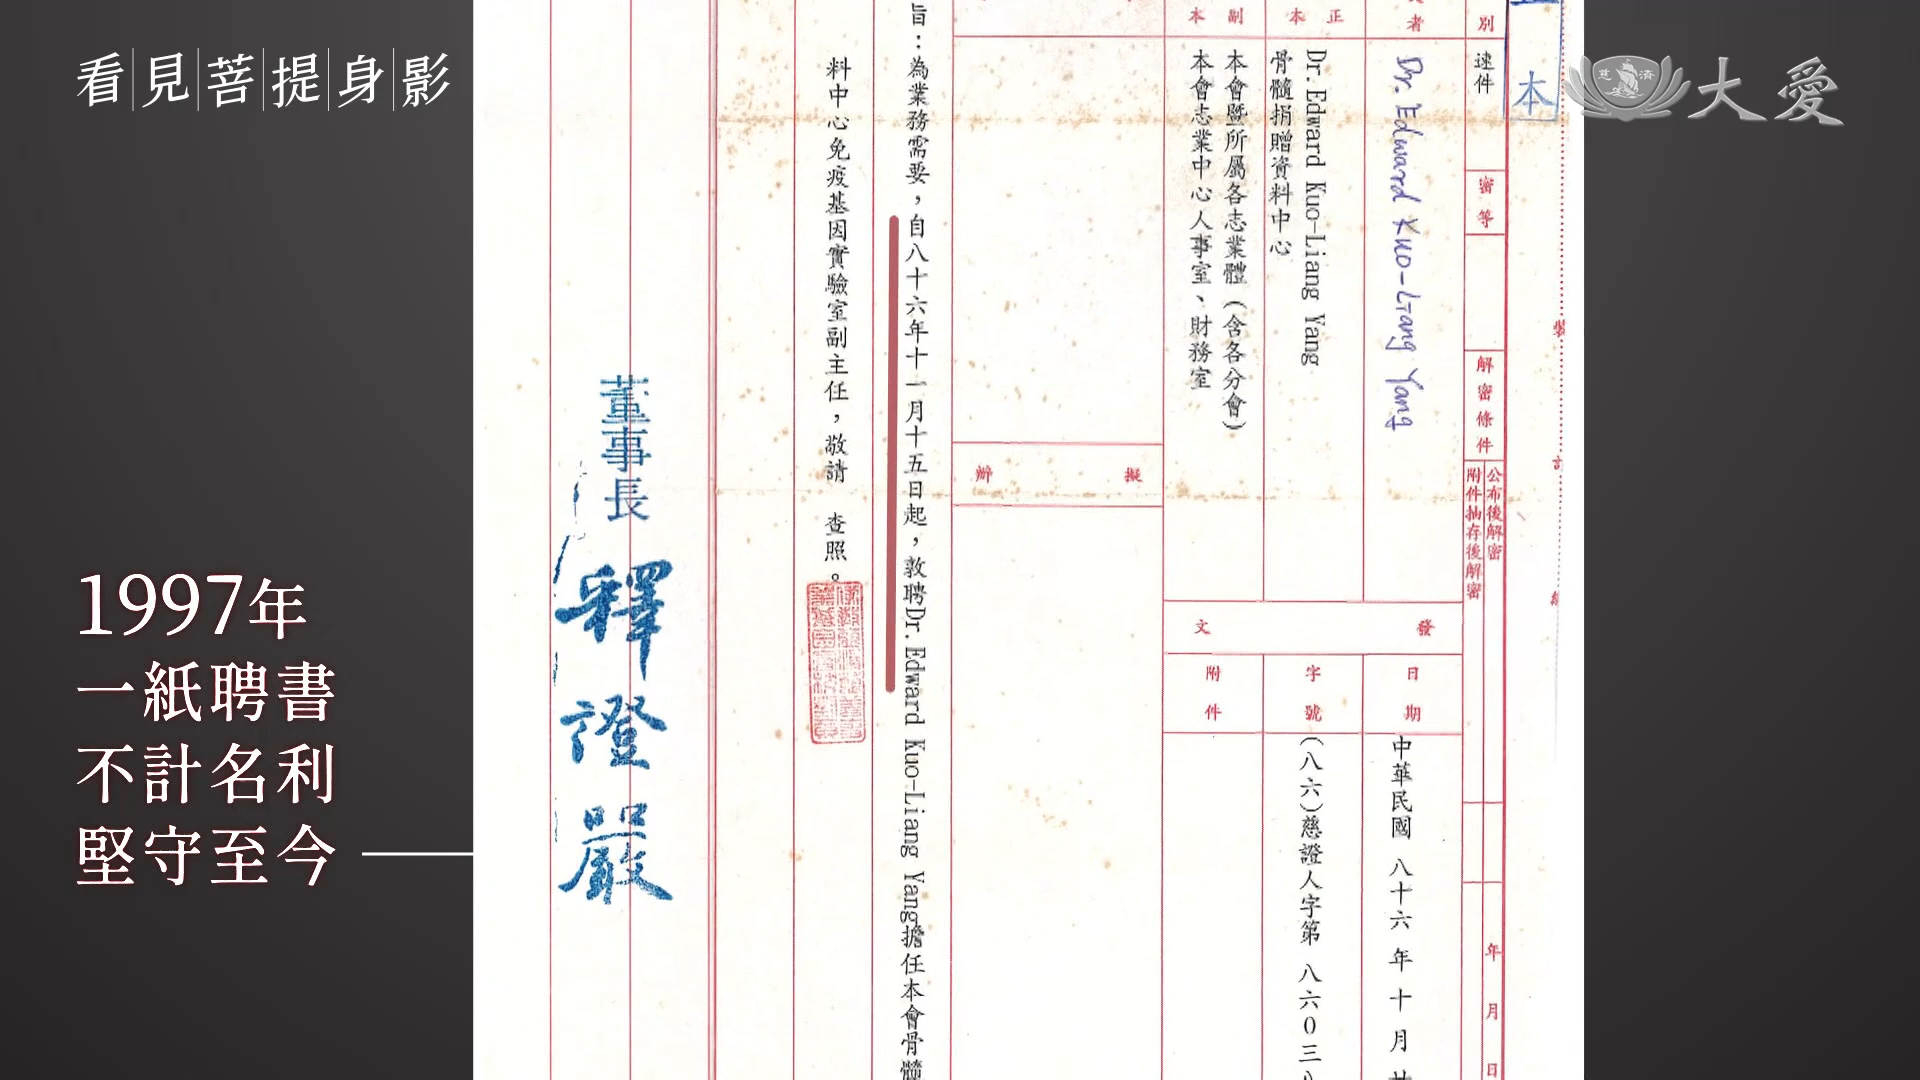 看見菩提身影
慈濟
大愛
1997年
一紙聘書
不計名利
堅守至今
本
別
速件
密等
解密條件
公布後解密
附件抽存後解密
年月日
裝
訂
者
Dr. Edward Kuo-Liang Yang
發文
日期
中華民國八十六年十月廿
字號
(八六)慈證人字第八六0三
附件
正本
Dr.Edward Kuo-Liang Yang
骨髓捐贈資料中心
副本
本會暨所屬各志業體(含各分會)
本會志業中心人事室、財務室
擬辦
旨:為業務需要,自八十六年十一月十五日起,敦聘Dr. Edward Kuo-Liang Yang擔任本會骨髓
料中心免疫基因實驗室副主任,敬請 查照。
董事長 釋證嚴